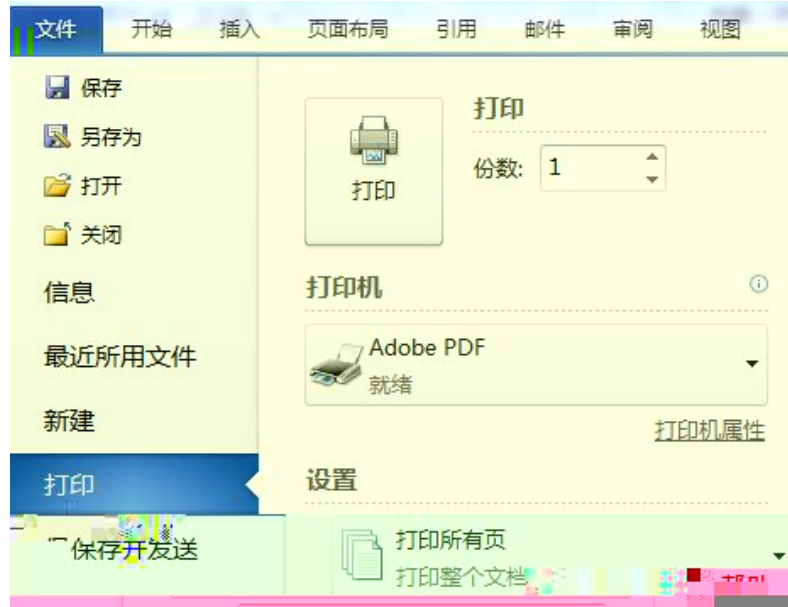 文件 开始 插入 页面布局 引用 邮件 审阅 视图
保存
另存为
打开
关闭
信息
最近所用文件
新建
打印
保存并发送
打印
打印
份数: 1
打印机
Adobe PDF
就绪
打印机属性
设置
打印所有页
打印整个文档